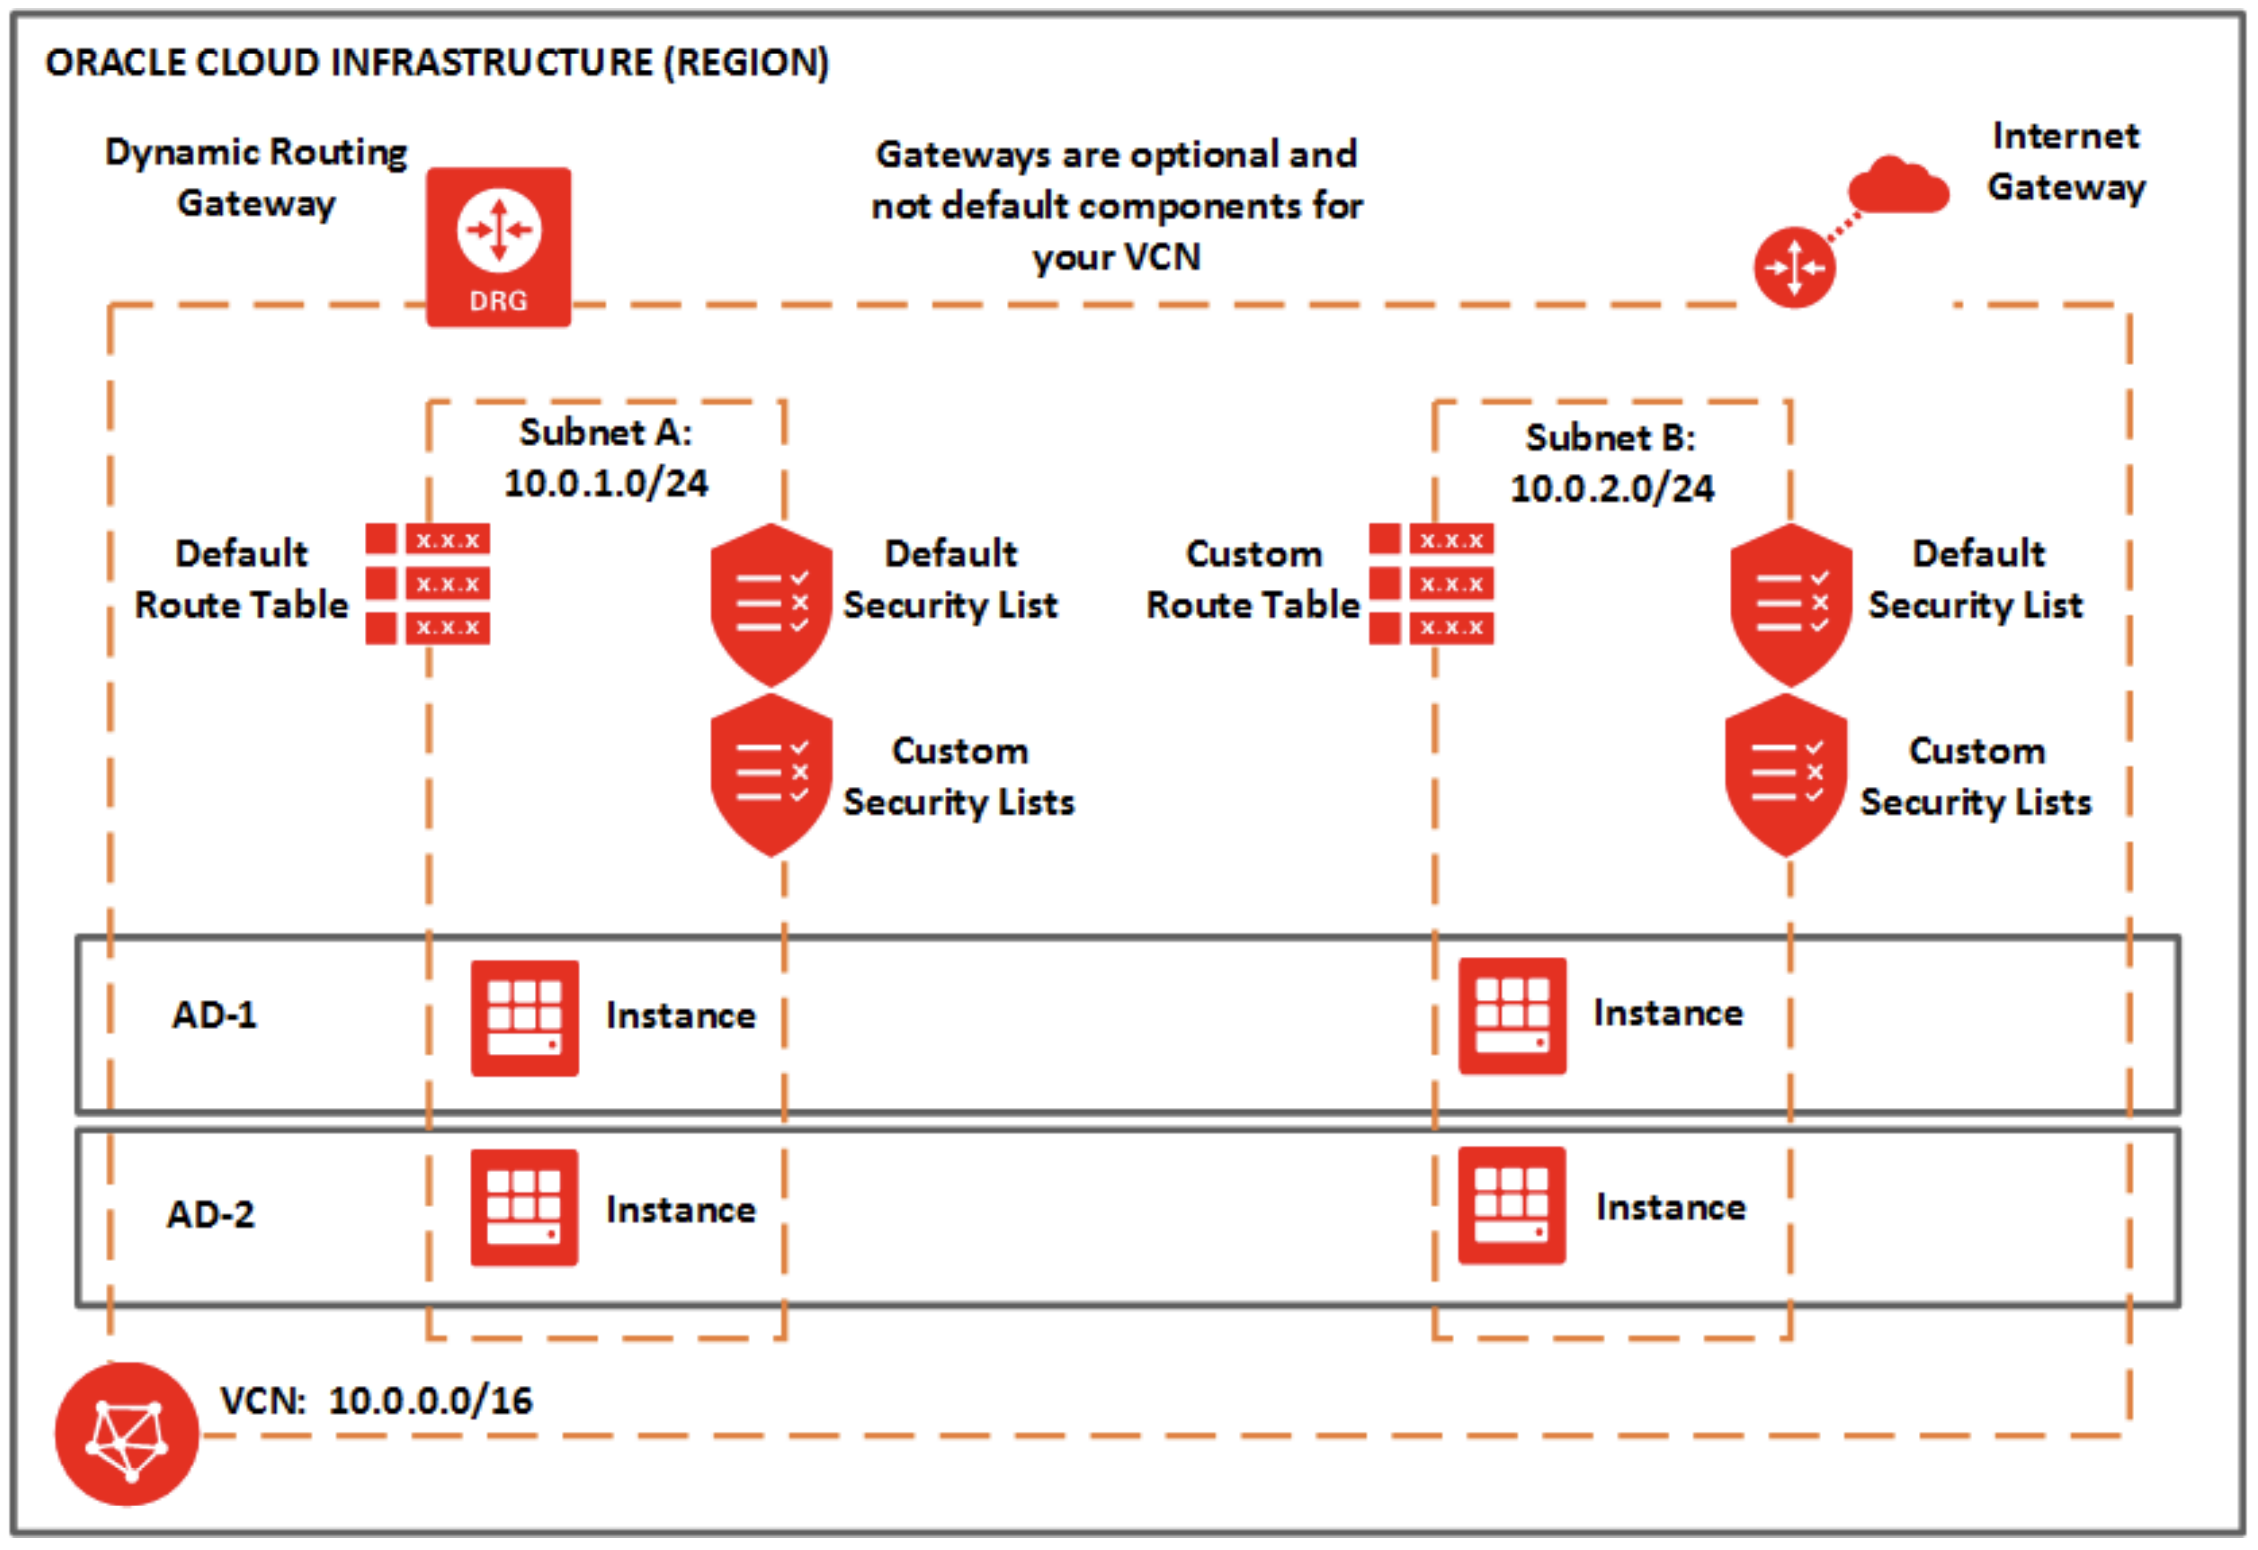 ORACLE CLOUD INFRASTRUCTURE (REGION)
Dynamic Routing
Gateway
DRG
Gateways are optional and
not default components for
your VCN
Internet
Gateway
Subnet A:
10.0.1.0/24
Subnet B:
10.0.2.0/24
Default
Route Table
x.x.x
x.x.x
x.x.x
Default
Security List
Custom
Route Table
x.x.x
x.x.x
x.x.x
Default
Security List
Custom
Security Lists
Custom
Security Lists
AD-1
Instance
Instance
AD-2
Instance
Instance
VCN: 10.0.0.0/16